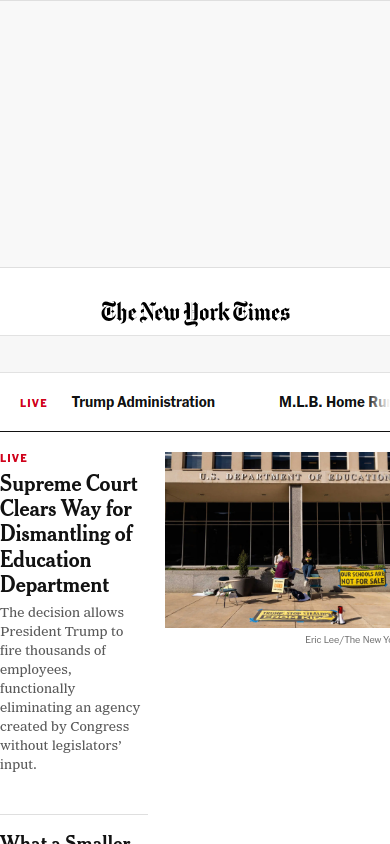 The New York Times
LIVE Trump Administration M.L.B. Home Ru
LIVE
Supreme Court
Clears Way for
Dismantling of
Education
Department
The decision allows
President Trump to
fire thousands of
employees,
functionally
eliminating an agency
created by Congress
without legislators’
input.
U.S. DEPARTMENT OF EDUCATION
OUR SCHOOLS ARE
NOT FOR SALE
Eric Lee/The New Yo
What a Smaller